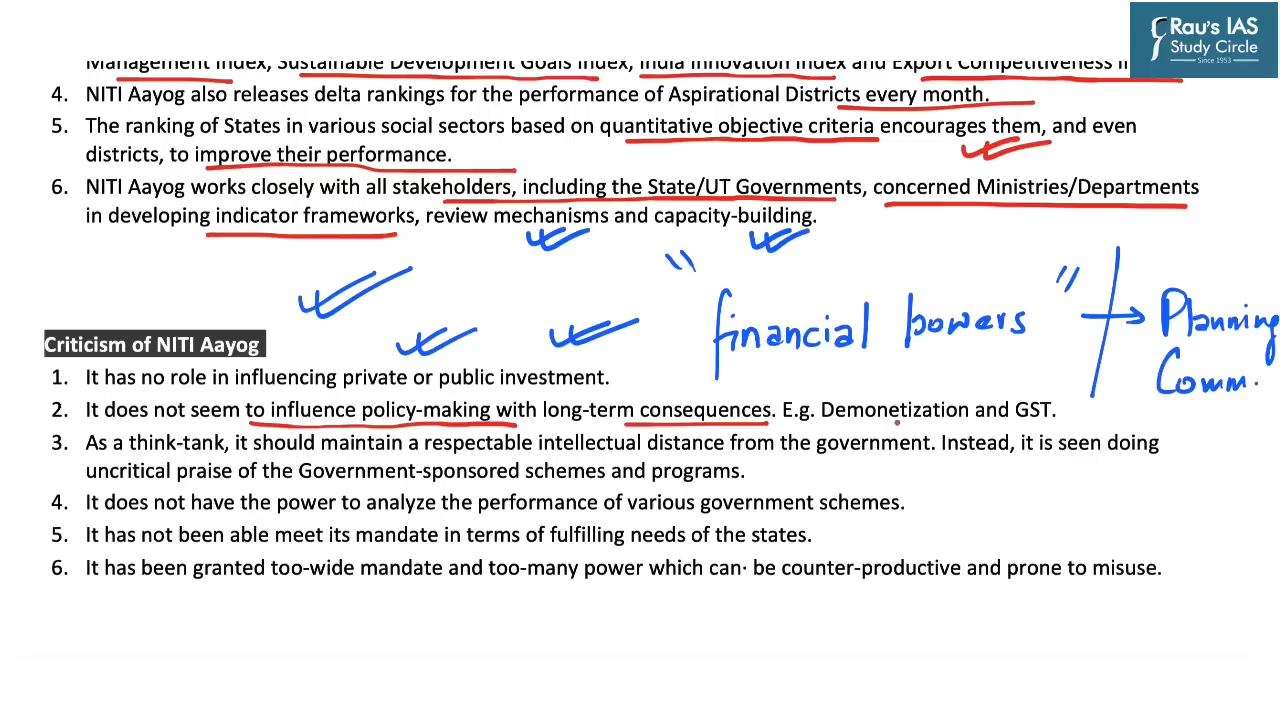 Rau's IAS
Study Circle
Since 1953
Management Index, Sustainable Development Goals Index, India Innovation Index and Export Competitiveness
4. NITI Aayog also releases delta rankings for the performance of Aspirational Districts every month.
5. The ranking of States in various social sectors based on quantitative objective criteria encourages them, and even
districts, to improve their performance.
6. NITI Aayog works closely with all stakeholders, including the State/UT Governments, concerned Ministries/Departments
in developing indicator frameworks, review mechanisms and capacity-building.
"financial powers"
Planning
Comm.
Criticism of NITI Aayog
1. It has no role in influencing private or public investment.
2. It does not seem to influence policy-making with long-term consequences. E.g. Demonetization and GST.
3. As a think-tank, it should maintain a respectable intellectual distance from the government. Instead, it is seen doing
uncritical praise of the Government-sponsored schemes and programs.
4. It does not have the power to analyze the performance of various government schemes.
5. It has not been able meet its mandate in terms of fulfilling needs of the states.
6. It has been granted too-wide mandate and too-many power which can· be counter-productive and prone to misuse.